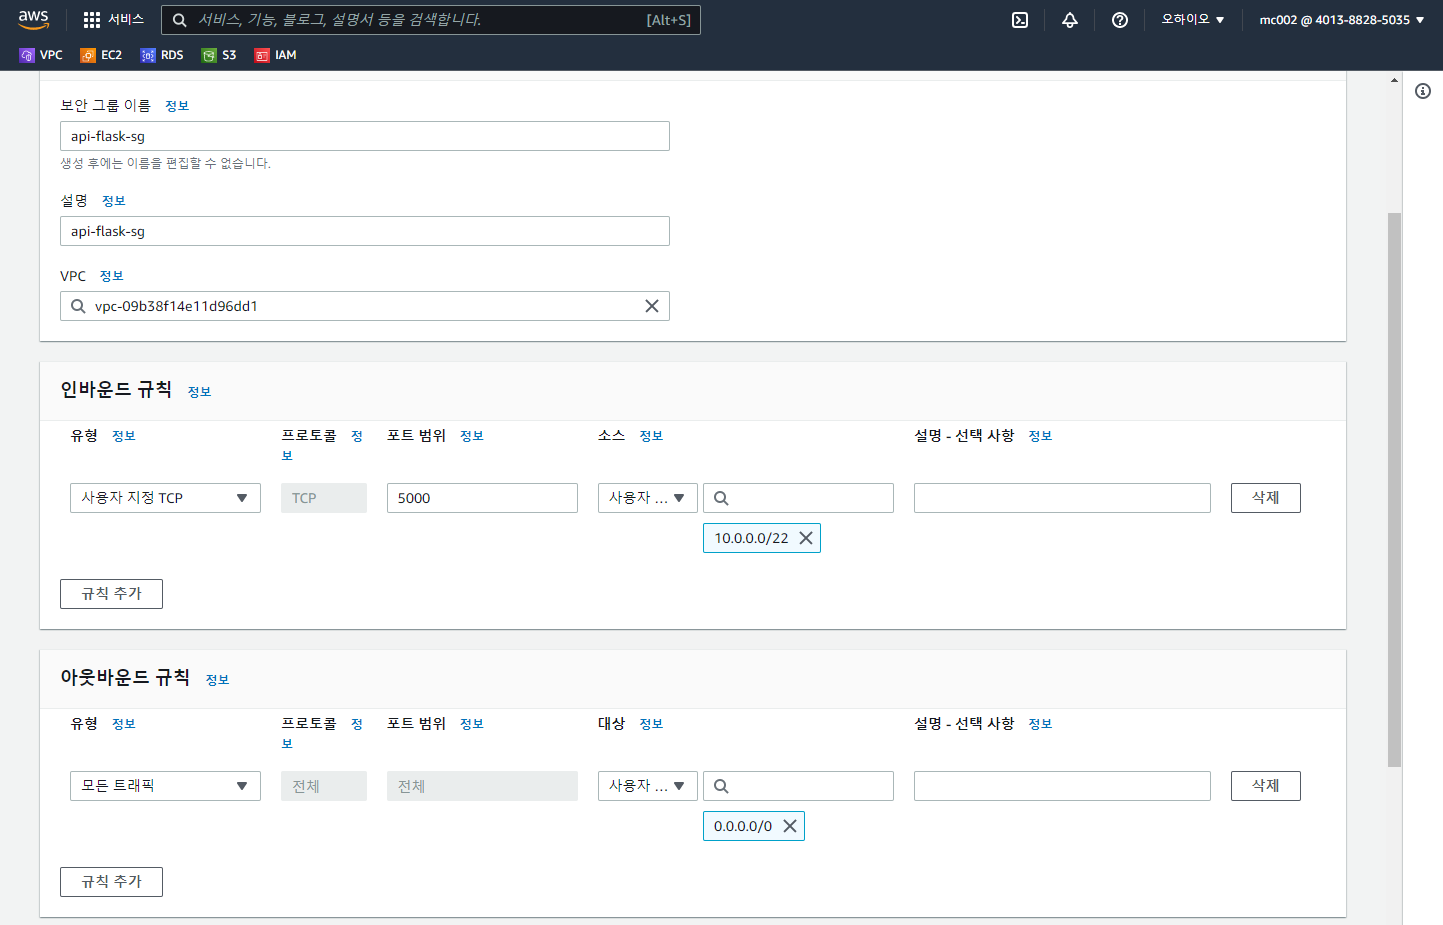 aws 서비스 서비스, 기능, 블로그, 설명서 등을 검색합니다. [Alt+S] 오하이오 mc002 @ 4013-8828-5035
VPC EC2 RDS S3 IAM
보안 그룹 이름 정보
api-flask-sg
생성 후에는 이름을 편집할 수 없습니다.
설명 정보
api-flask-sg
VPC 정보
vpc-09b38f14e11d96dd1
인바운드 규칙 정보
유형 정보 프로토콜 정 포트 범위 정보 소스 정보 설명 - 선택 사항 정보
보
사용자 지정 TCP TCP 5000 사용자 ... 삭제
10.0.0.0/22
규칙 추가
아웃바운드 규칙 정보
유형 정보 프로토콜 정 포트 범위 정보 대상 정보 설명 - 선택 사항 정보
보
모든 트래픽 전체 전체 사용자 ... 삭제
0.0.0.0/0
규칙 추가